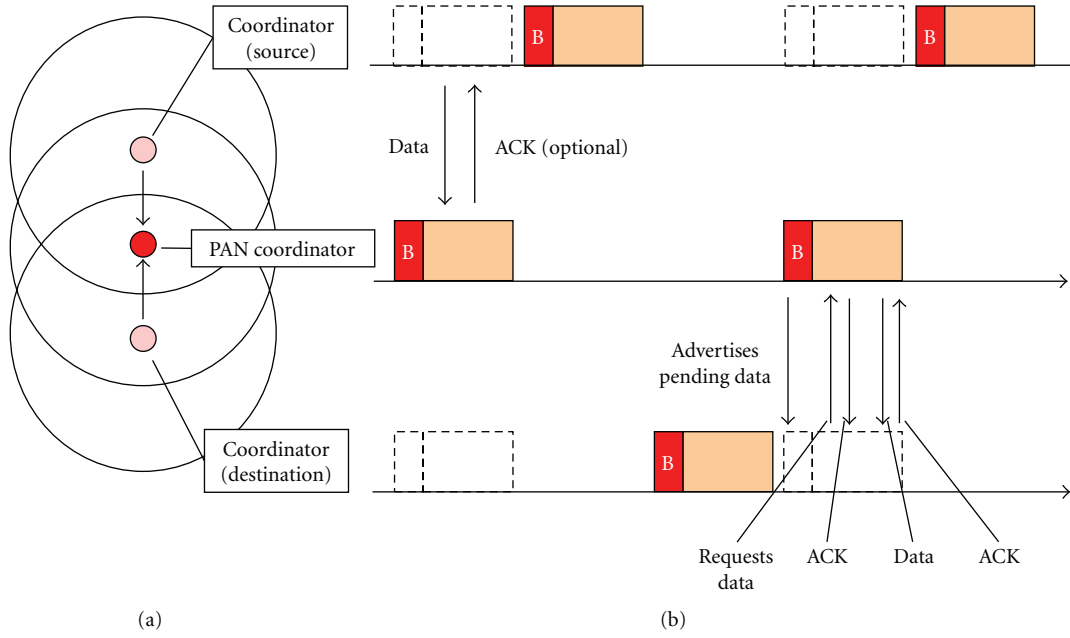 Coordinator
(source)
PAN coordinator
Coordinator
(destination)
(a)
B
B
Data
ACK (optional)
B
B
Advertises
pending data
B
Requests
data
ACK
Data
ACK
(b)